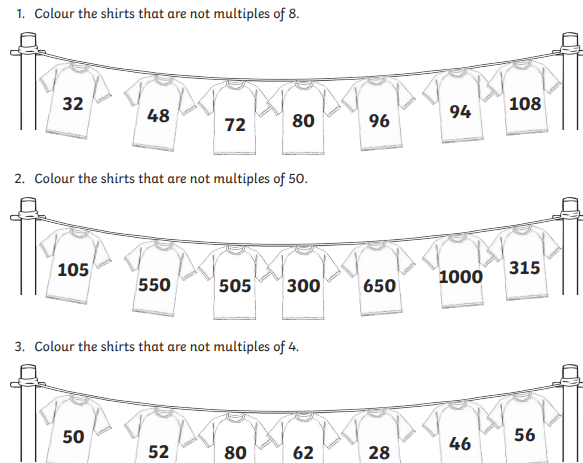 1. Colour the shirts that are not multiples of 8.
32 48 72 80 96 94 108
2. Colour the shirts that are not multiples of 50.
105 550 505 300 650 1000 315
3. Colour the shirts that are not multiples of 4.
50 52 80 62 28 46 56